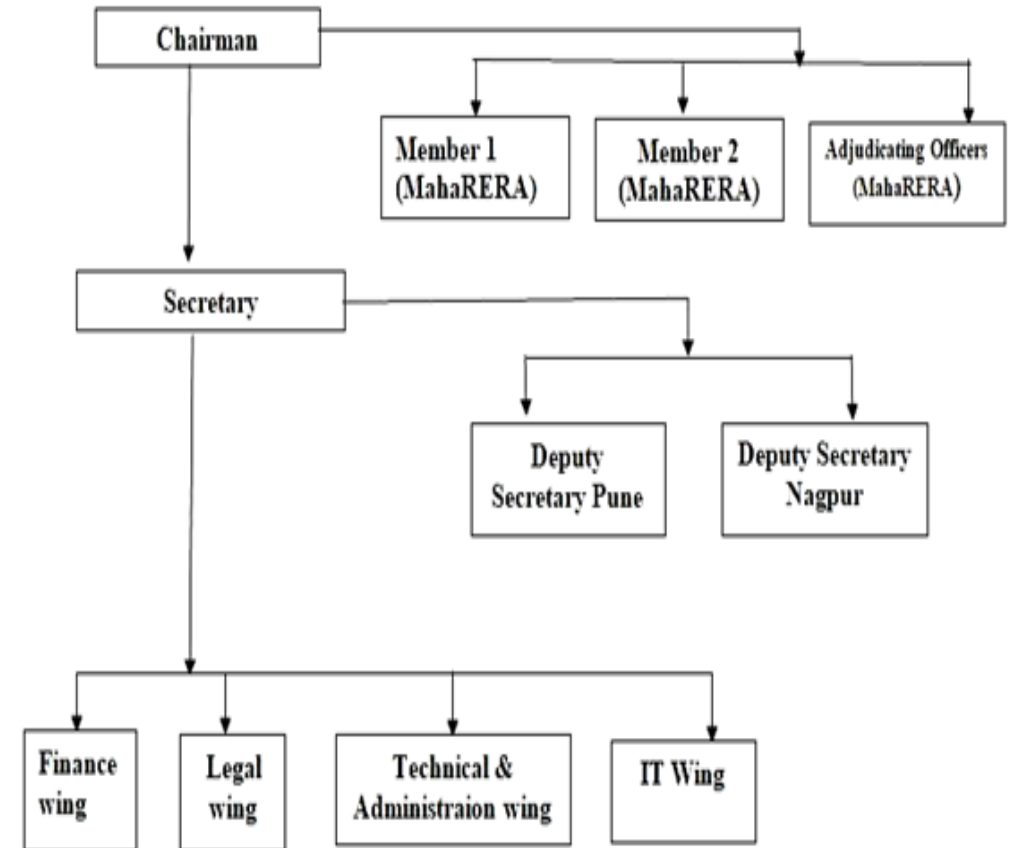 Chairman
Member 1
(MahaRERA)
Member 2
(MahaRERA)
Adjudicating Officers
(MahaRERA)
Secretary
Deputy
Secretary Pune
Deputy Secretary
Nagpur
Finance
wing
Legal
wing
Technical &
Administraion wing
IT Wing